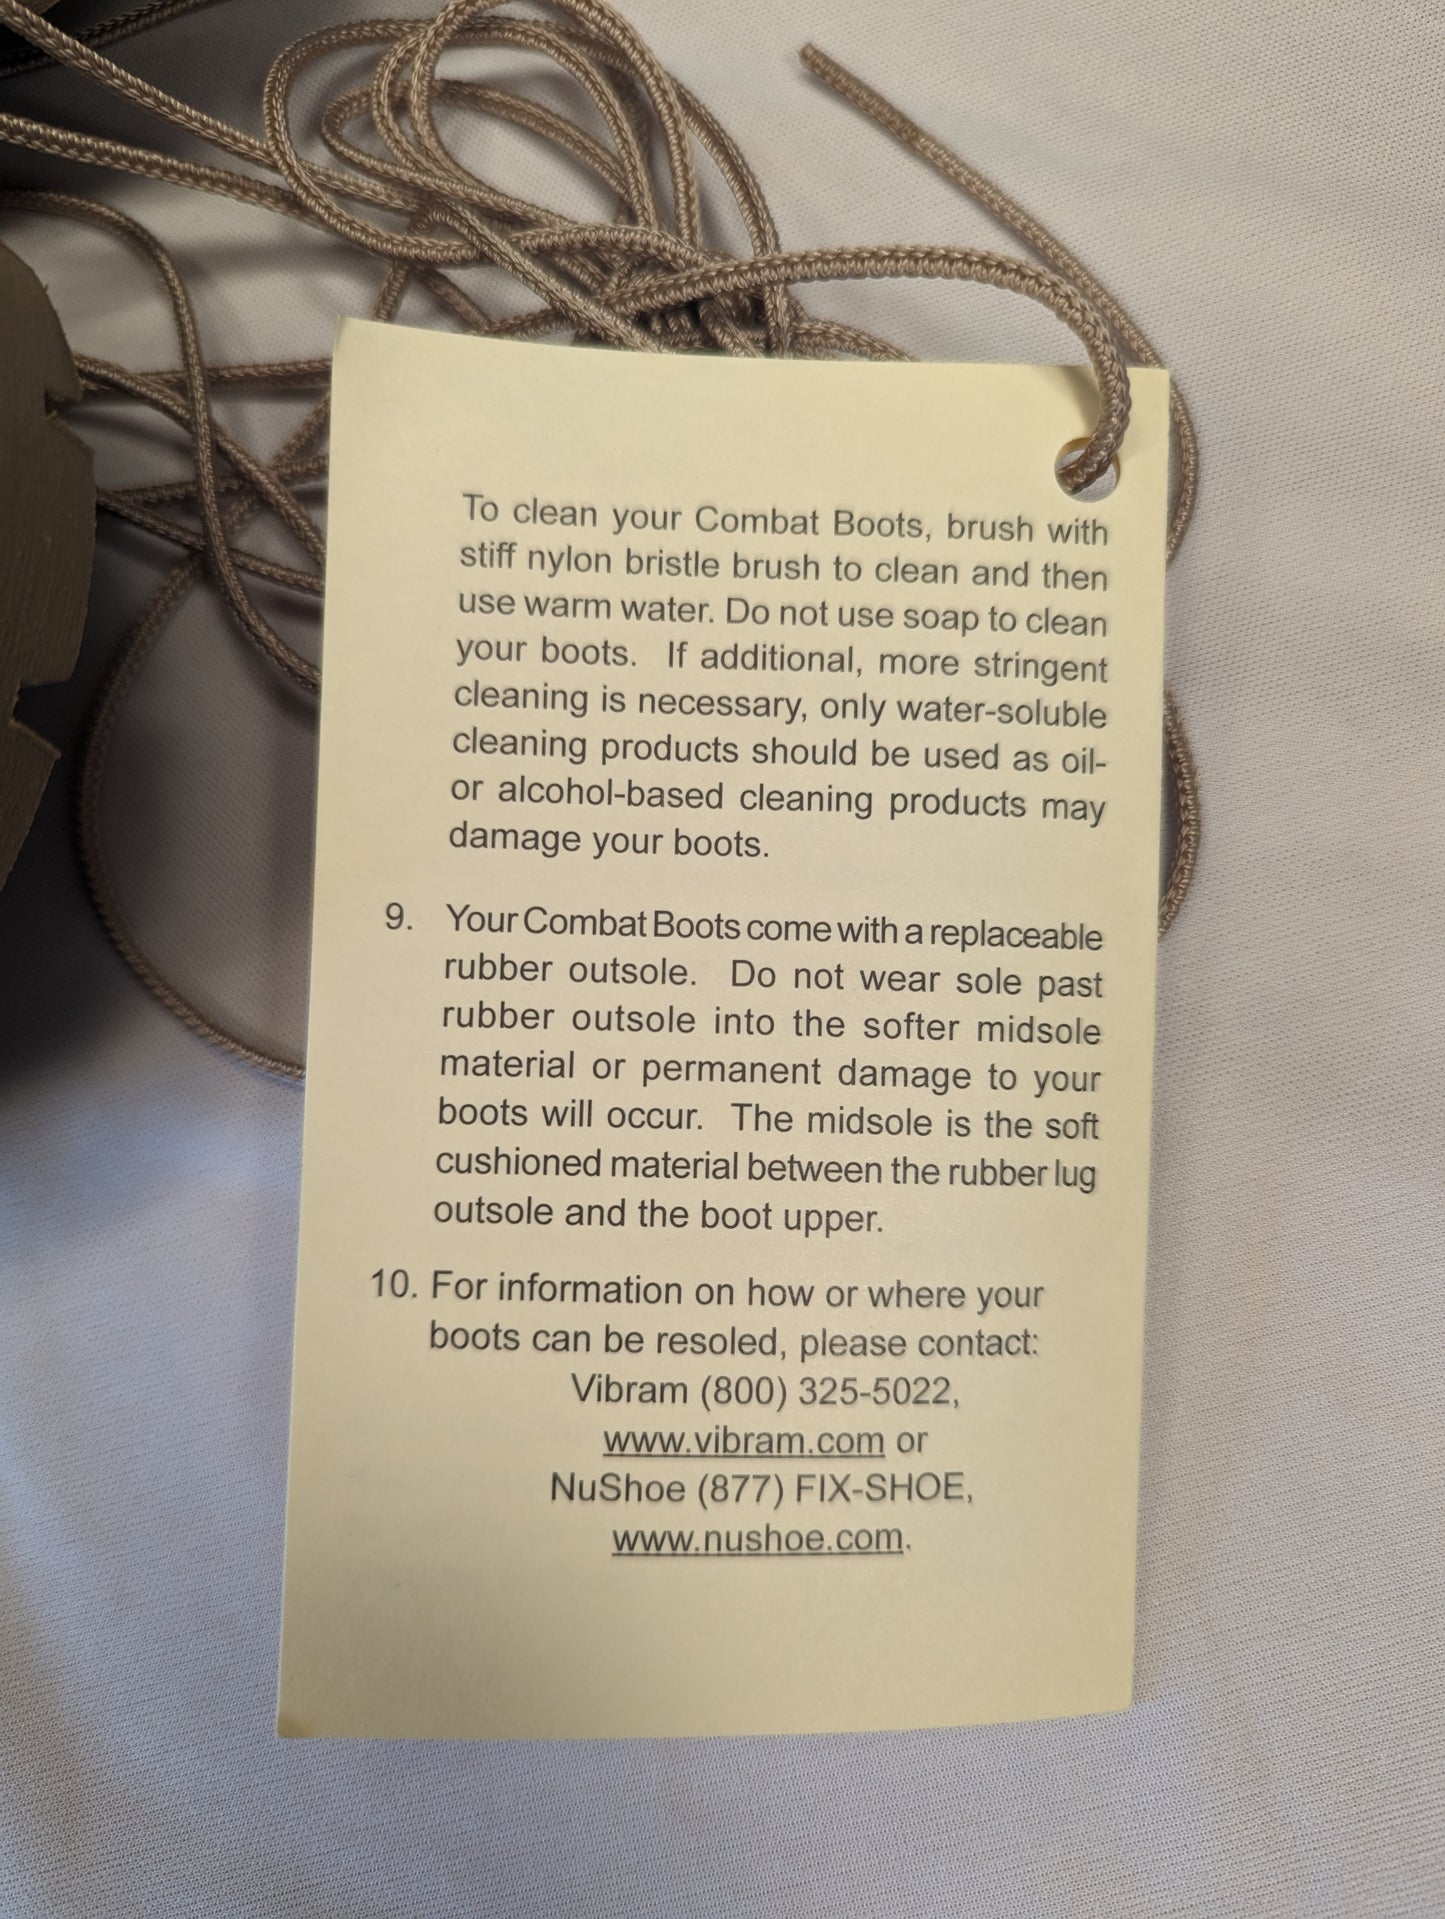 To clean your Combat Boots, brush with
stiff nylon bristle brush to clean and then
use warm water. Do not use soap to clean
your boots. If additional, more stringent
cleaning is necessary, only water-soluble
cleaning products should be used as oil-
or alcohol-based cleaning products may
damage your boots.
9. Your Combat Boots come with a replaceable
rubber outsole. Do not wear sole past
rubber outsole into the softer midsole
material or permanent damage to your
boots will occur. The midsole is the soft
cushioned material between the rubber lug
outsole and the boot upper.
10. For information on how or where your
boots can be resoled, please contact:
Vibram (800) 325-5022,
www.vibram.com or
NuShoe (877) FIX-SHOE,
www.nushoe.com.